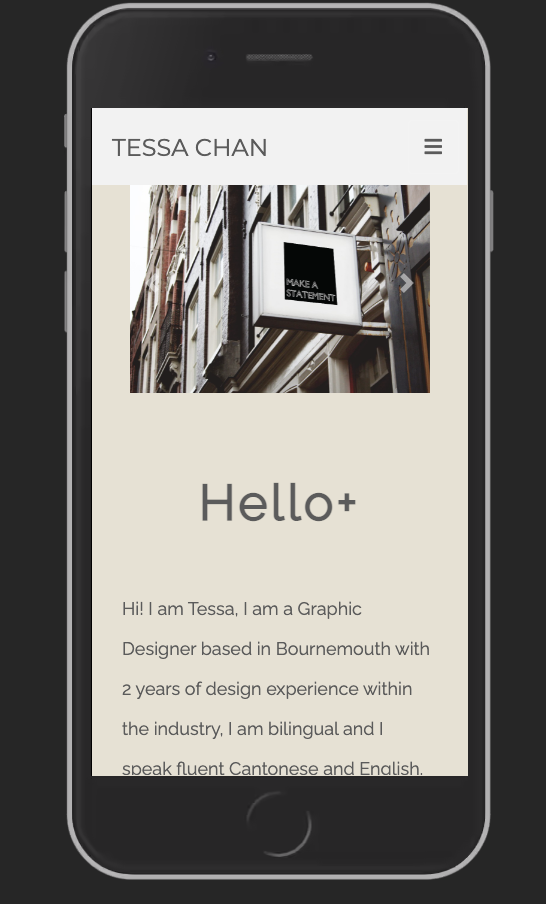 TESSA CHAN
MAKE A
STATEMENT
Hello+
Hi! I am Tessa, I am a Graphic
Designer based in Bournemouth with
2 years of design experience within
the industry, I am bilingual and I
speak fluent Cantonese and English.